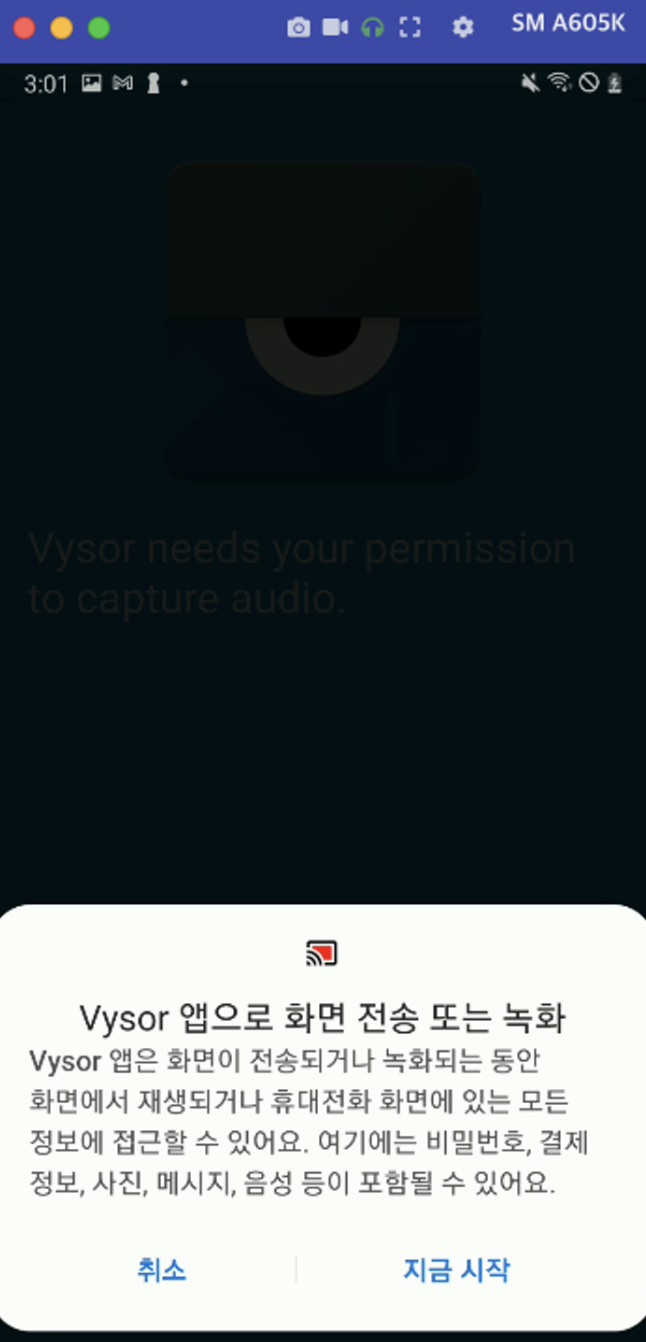 SM A605K
3:01
Vysor needs your permission
to capture audio.
Vysor 앱으로 화면 전송 또는 녹화
Vysor 앱은 화면이 전송되거나 녹화되는 동안
화면에서 재생되거나 휴대전화 화면에 있는 모든
정보에 접근할 수 있어요. 여기에는 비밀번호, 결제
정보, 사진, 메시지, 음성 등이 포함될 수 있어요.
취소
지금 시작